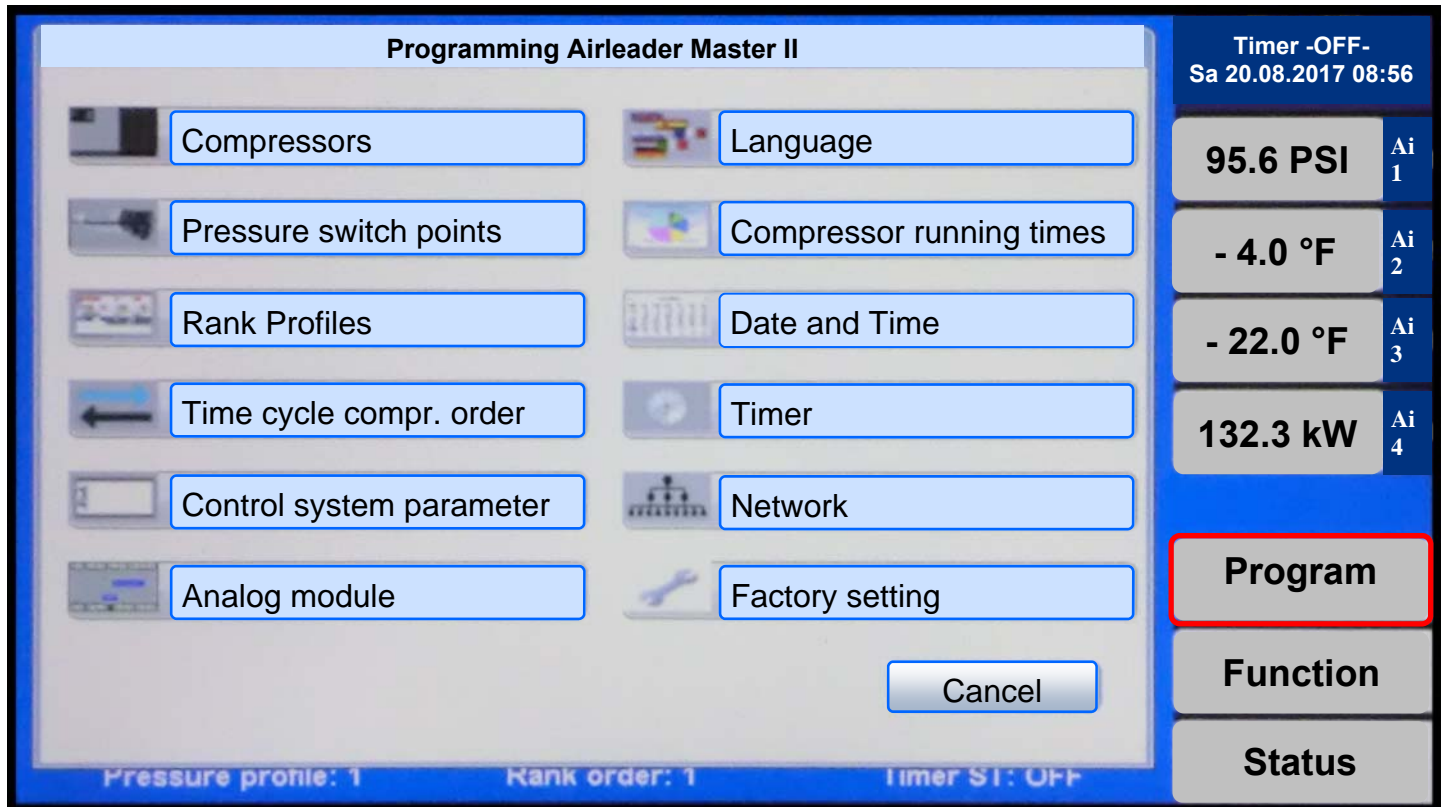 Programming Airleader Master II
Compressors
Pressure switch points
Rank Profiles
Time cycle compr. order
Control system parameter
Analog module
Language
Compressor running times
Date and Time
Timer
Network
Factory setting
Cancel
Pressure profile: 1
Rank order: 1
Timer ST: OFF
Timer -OFF-
Sa 20.08.2017 08:56
95.6 PSI
Ai
1
- 4.0 °F
Ai
2
- 22.0 °F
Ai
3
132.3 kW
Ai
4
Program
Function
Status